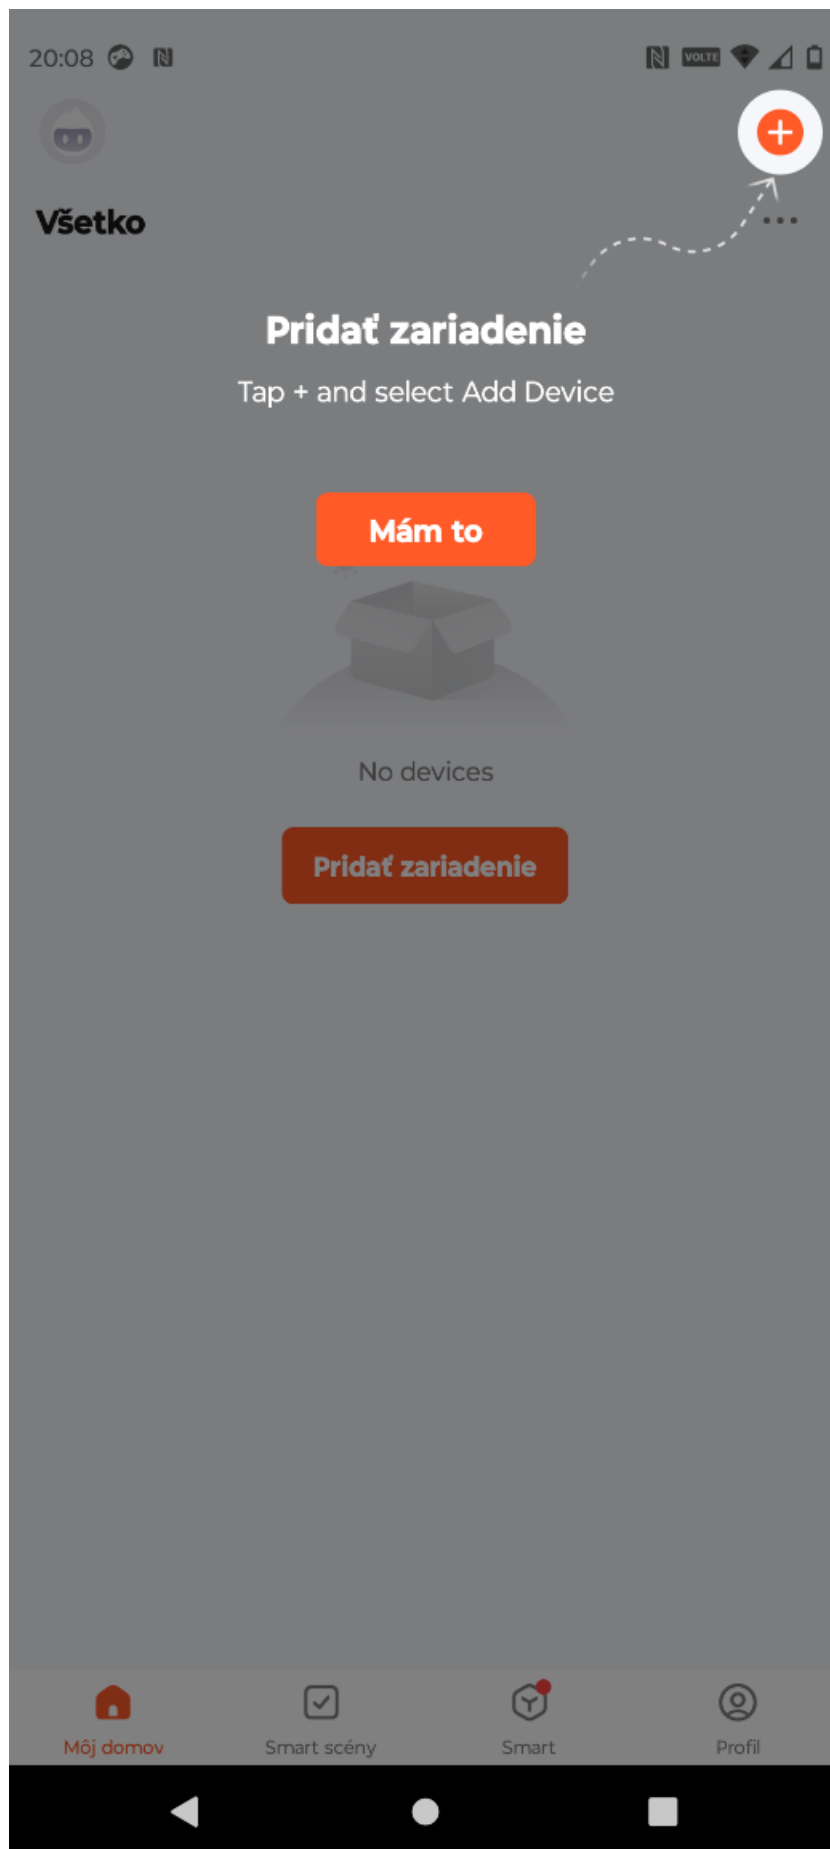 20:08
VOLTE
Všetko
Pridať zariadenie
Tap + and select Add Device
Mám to
No devices
Pridať zariadenie
Môj domov
Smart scény
Smart
Profil